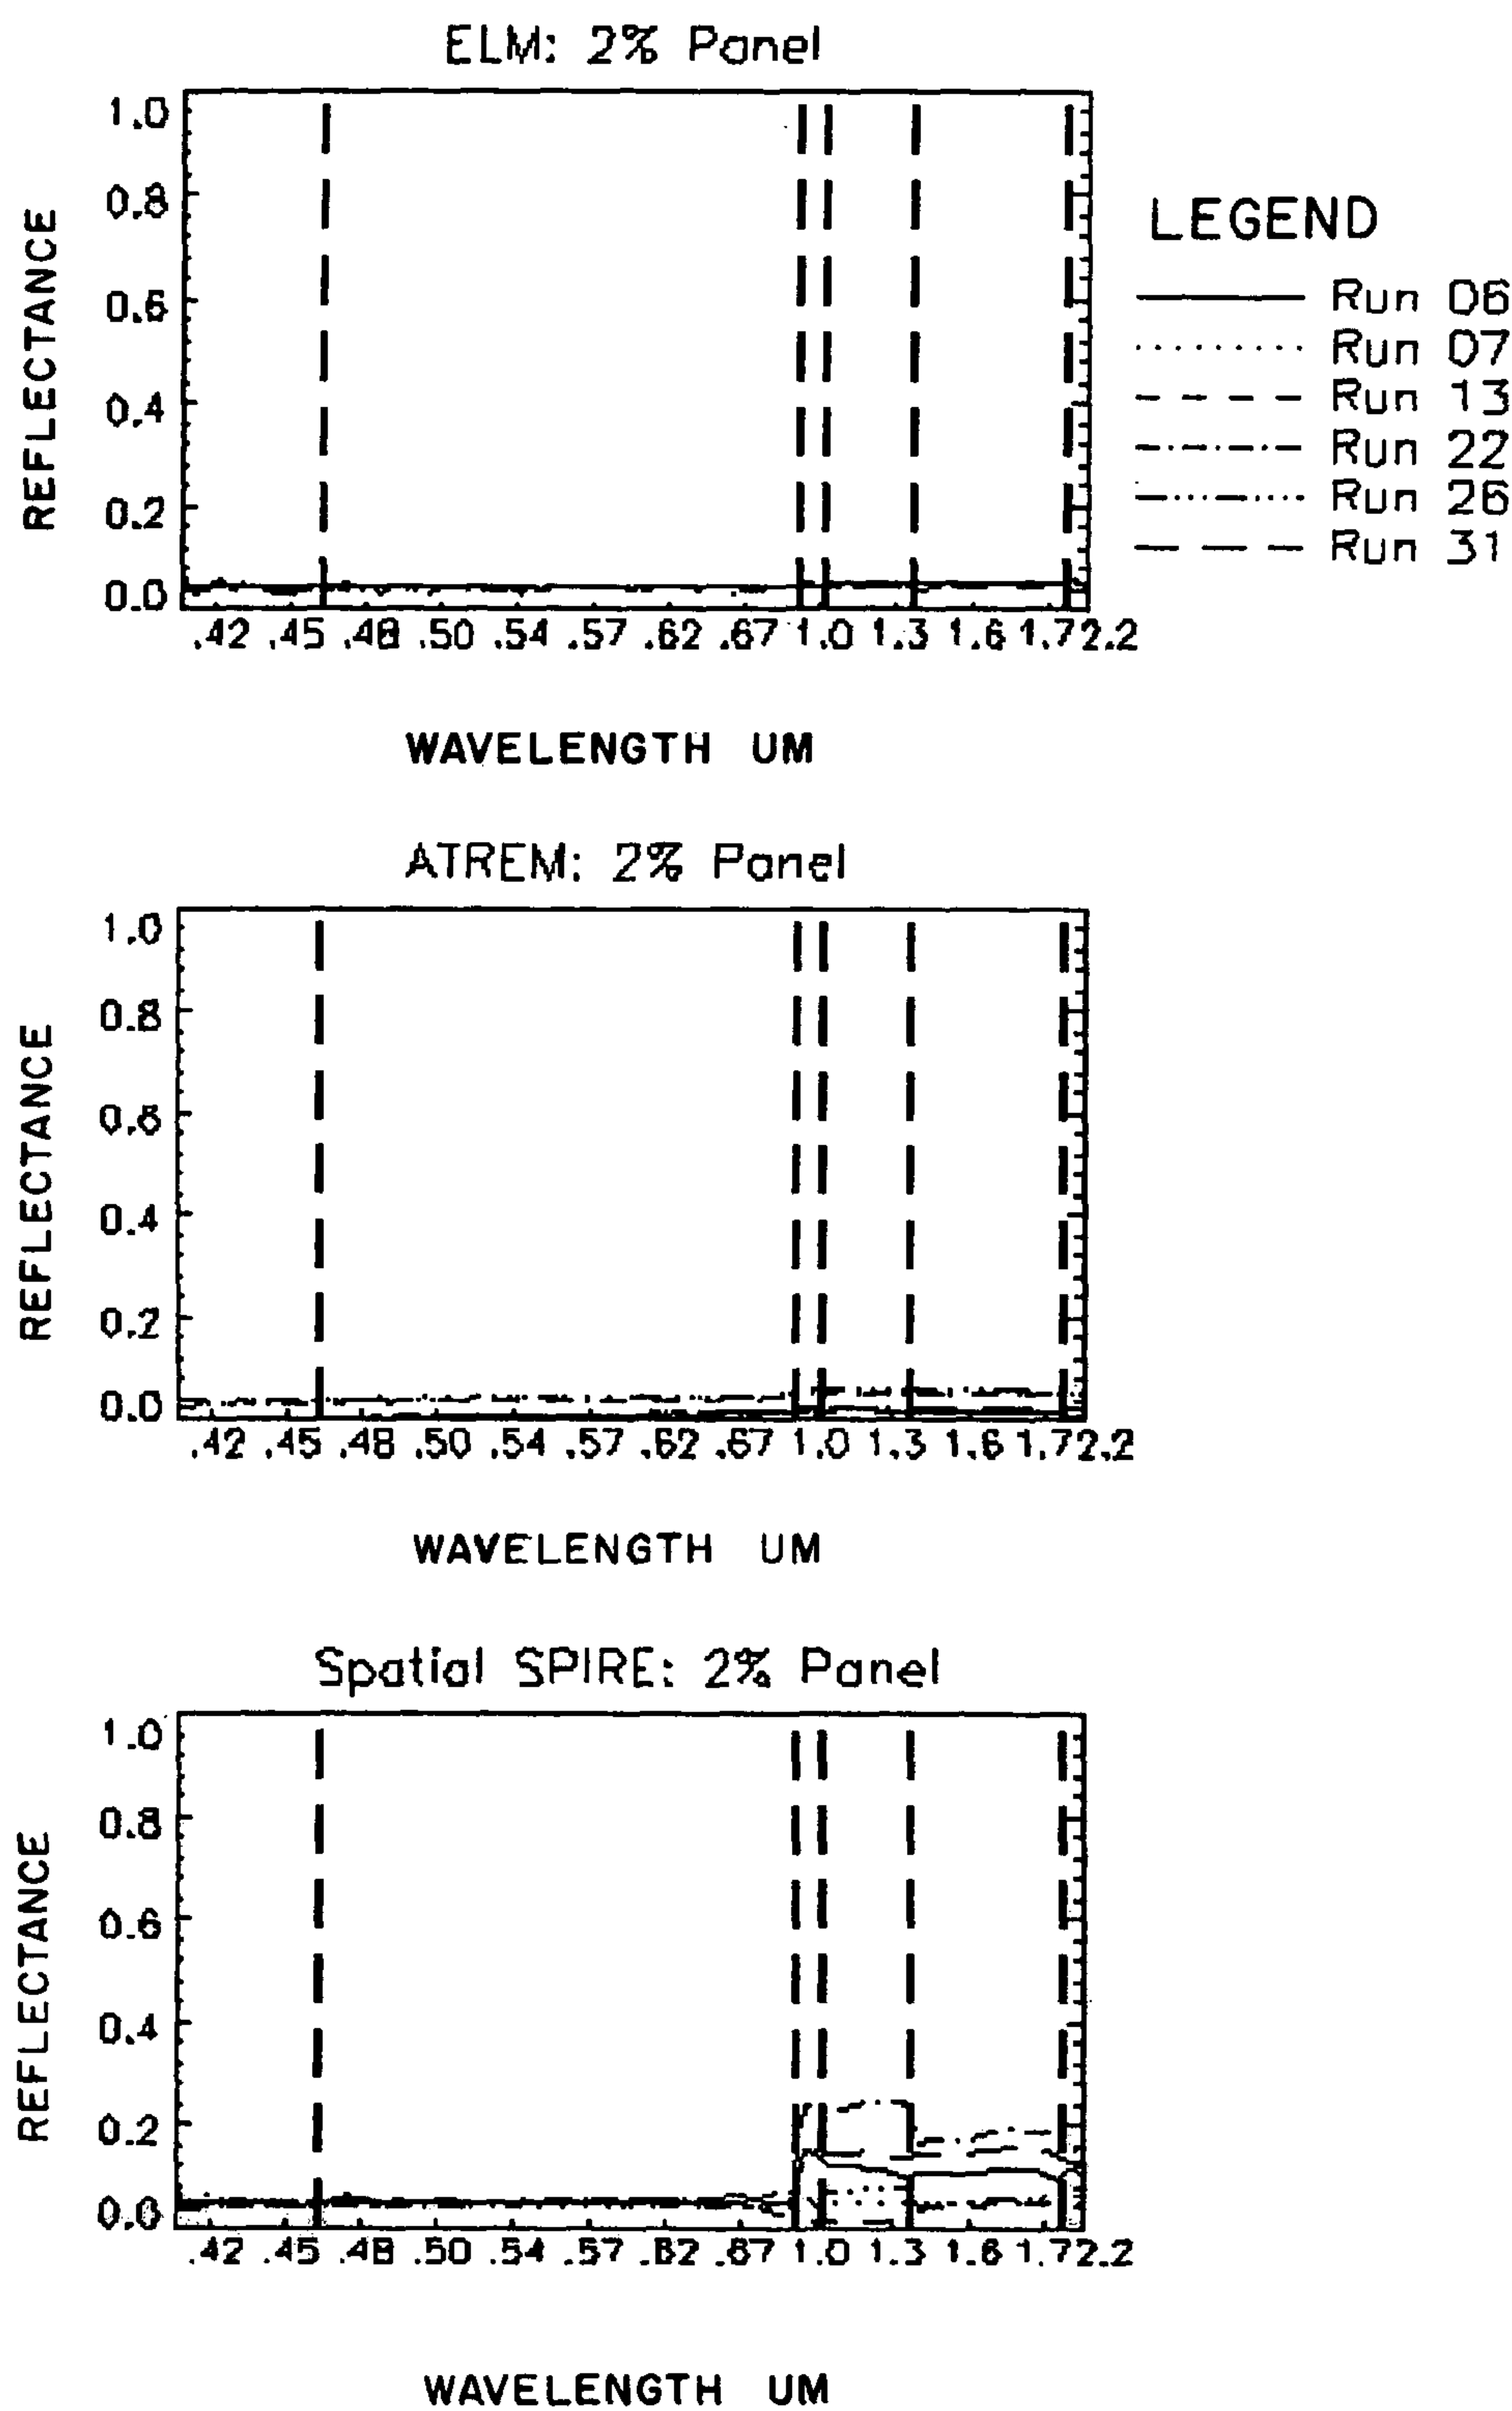 ELM: 2% Panel
REFLECTANCE
1.0
0.8
0.6
0.4
0.2
0.0
.42 .45 .48 .50 .54 .57 .62 .67 1.0 1.3 1.6 1.7 2.2
WAVELENGTH UM
LEGEND
Run 06
Run 07
Run 13
Run 22
Run 26
Run 31
ATREM: 2% Panel
REFLECTANCE
1.0
0.8
0.6
0.4
0.2
0.0
.42 .45 .48 .50 .54 .57 .62 .67 1.0 1.3 1.6 1.7 2.2
WAVELENGTH UM
Spatial SPIRE: 2% Panel
REFLECTANCE
1.0
0.8
0.6
0.4
0.2
0.0
.42 .45 .48 .50 .54 .57 .62 .67 1.0 1.3 1.6 1.7 2.2
WAVELENGTH UM